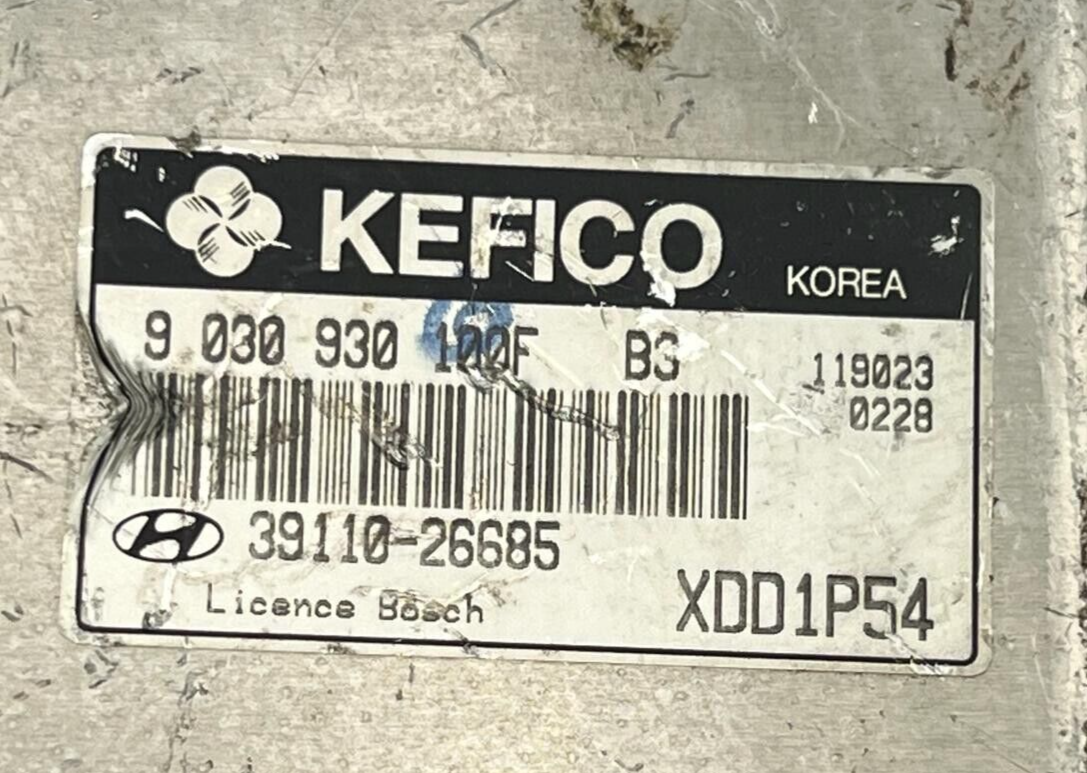 KEFICO
KOREA
9 030 930 100F B3
119023
0228
39110-26685
Licence Bosch
XDD1P54